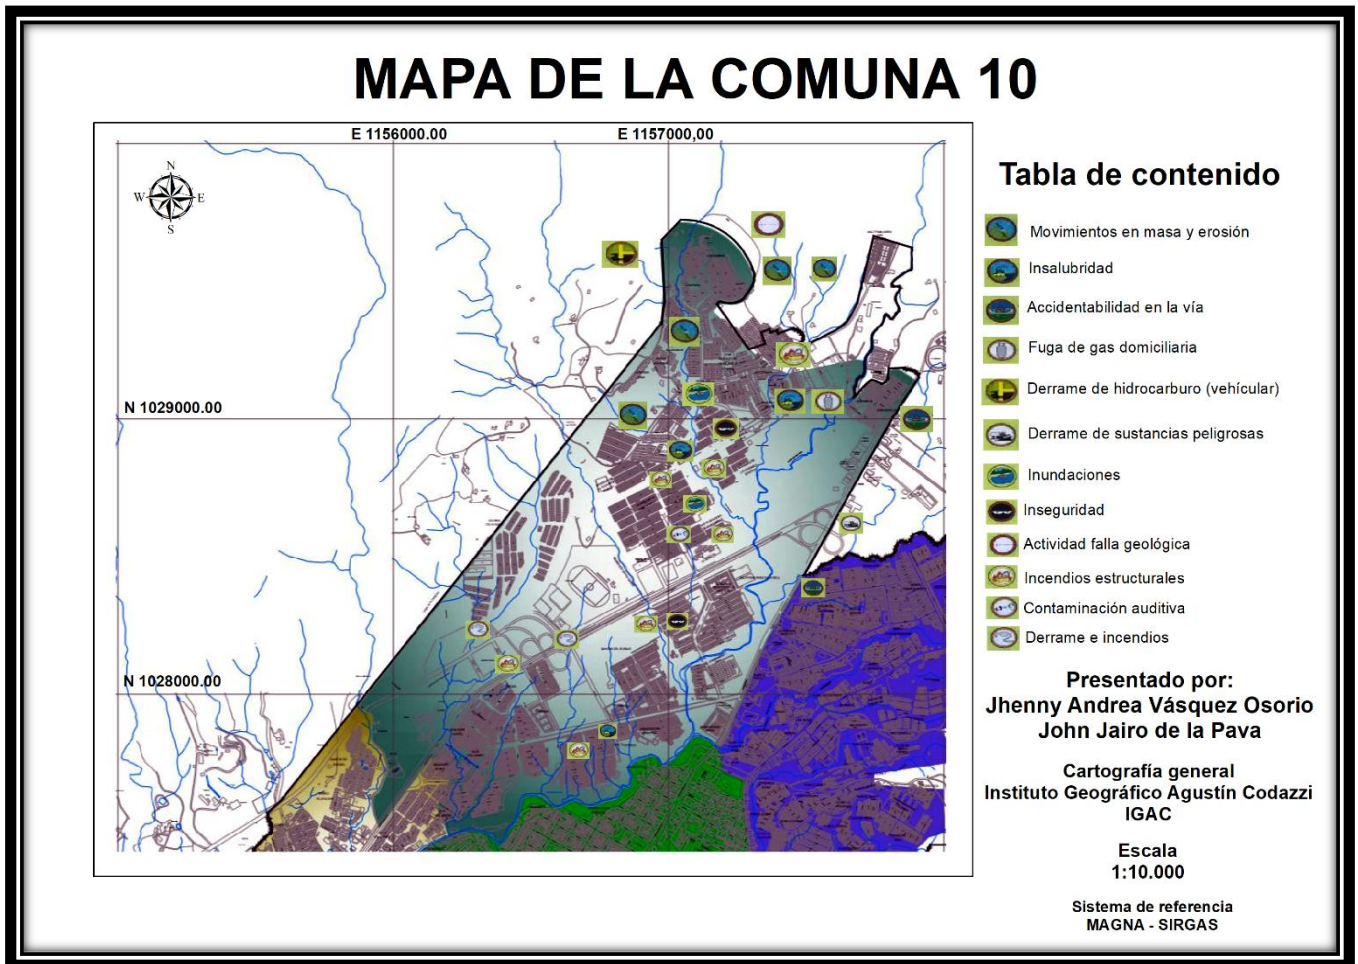 MAPA DE LA COMUNA 10
E 1156000.00
E 1157000,00
N
W
E
S
N 1029000.00
N 1028000.00
Tabla de contenido
Movimientos en masa y erosión
Insalubridad
Accidentabilidad en la vía
Fuga de gas domiciliaria
Derrame de hidrocarburo (vehícular)
Derrame de sustancias peligrosas
Inundaciones
Inseguridad
Actividad falla geológica
Incendios estructurales
Contaminación auditiva
Derrame e incendios
Presentado por:
Jhenny Andrea Vásquez Osorio
John Jairo de la Pava
Cartografía general
Instituto Geográfico Agustín Codazzi
IGAC
Escala
1:10.000
Sistema de referencia
MAGNA - SIRGAS